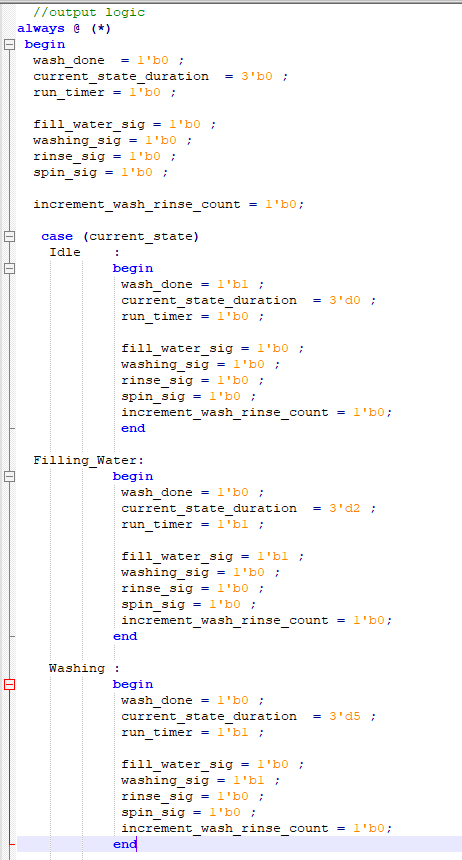 //output logic
always @ (*)
begin
wash_done  = 1'b0 ;
current_state_duration  = 3'b0 ;
run_timer = 1'b0 ;
fill_water_sig = 1'b0 ;
washing_sig = 1'b0 ;
rinse_sig = 1'b0 ;
spin_sig = 1'b0 ;
increment_wash_rinse_count = 1'b0;
case (current_state)
Idle    :
begin
wash_done = 1'b1 ;
current_state_duration  = 3'd0 ;
run_timer = 1'b0 ;
fill_water_sig = 1'b0 ;
washing_sig = 1'b0 ;
rinse_sig = 1'b0 ;
spin_sig = 1'b0 ;
increment_wash_rinse_count = 1'b0;
end
Filling_Water:
begin
wash_done = 1'b0 ;
current_state_duration  = 3'd2 ;
run_timer = 1'b1 ;
fill_water_sig = 1'b1 ;
washing_sig = 1'b0 ;
rinse_sig = 1'b0 ;
spin_sig = 1'b0 ;
increment_wash_rinse_count = 1'b0;
end
Washing :
begin
wash_done = 1'b0 ;
current_state_duration  = 3'd5 ;
run_timer = 1'b1 ;
fill_water_sig = 1'b0 ;
washing_sig = 1'b1 ;
rinse_sig = 1'b0 ;
spin_sig = 1'b0 ;
increment_wash_rinse_count = 1'b0;
end